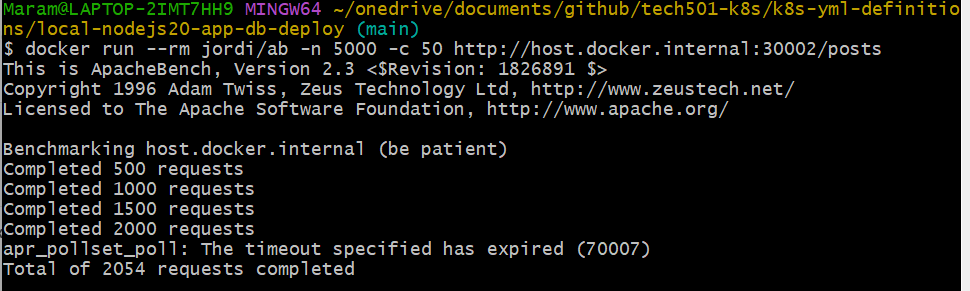 Maram@LAPTOP-2IMT7HH9 MINGW64 ~/onedrive/documents/github/tech501-k8s/k8s-yml-definitio
ns/local-nodejs20-app-db-deploy (main)
$ docker run --rm jordi/ab -n 5000 -c 50 http://host.docker.internal:30002/posts
This is ApacheBench, Version 2.3 <$Revision: 1826891 $>
Copyright 1996 Adam Twiss, Zeus Technology Ltd, http://www.zeustech.net/
Licensed to The Apache Software Foundation, http://www.apache.org/

Benchmarking host.docker.internal (be patient)
Completed 500 requests
Completed 1000 requests
Completed 1500 requests
Completed 2000 requests
apr_pollset_poll: The timeout specified has expired (70007)
Total of 2054 requests completed